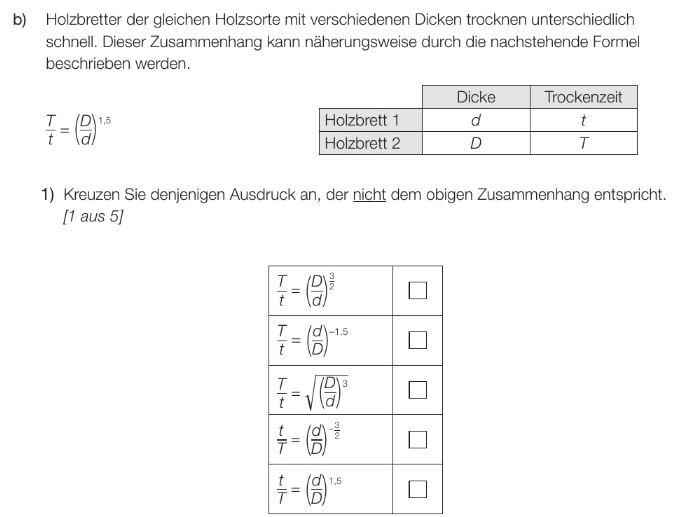 b) Holzbretter der gleichen Holzsorte mit verschiedenen Dicken trocknen unterschiedlich
schnell. Dieser Zusammenhang kann näherungsweise durch die nachstehende Formel
beschrieben werden.
T/t = (D/d)^1,5
Dicke Trockenzeit
Holzbrett 1 d t
Holzbrett 2 D T
1) Kreuzen Sie denjenigen Ausdruck an, der nicht dem obigen Zusammenhang entspricht.
[1 aus 5]
T/t = (D/d)^(3/2)
T/t = (d/D)^(-1,5)
T/t = √((D/d)^3)
t/T = (d/D)^(-3/2)
t/T = (d/D)^1,5